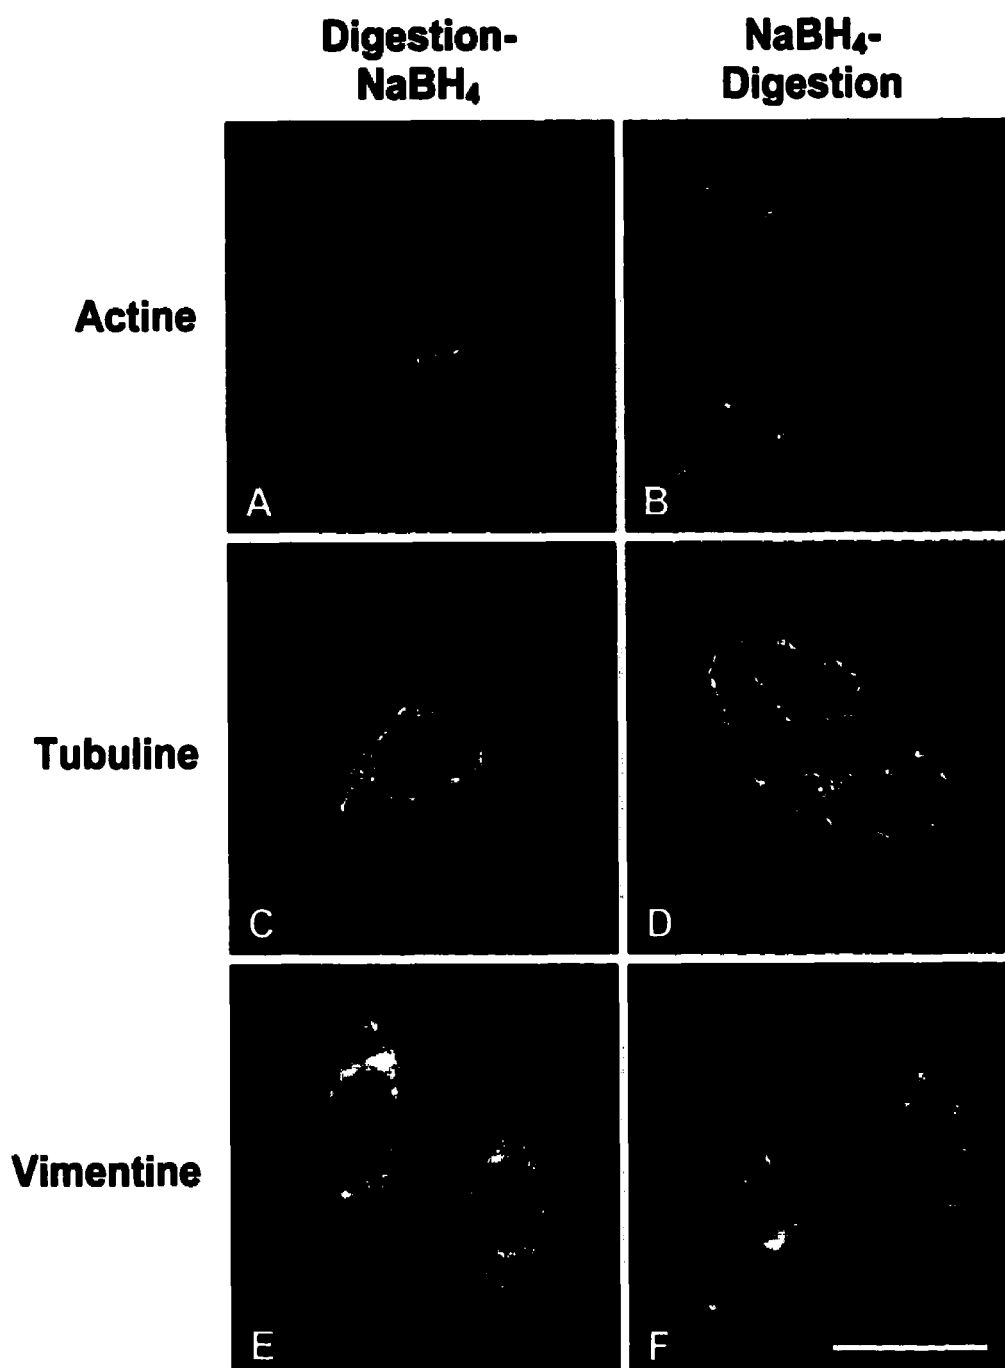 Digestion-
NaBH₄
NaBH₄-
Digestion
Actine
A
B
Tubuline
C
D
Vimentine
E
F